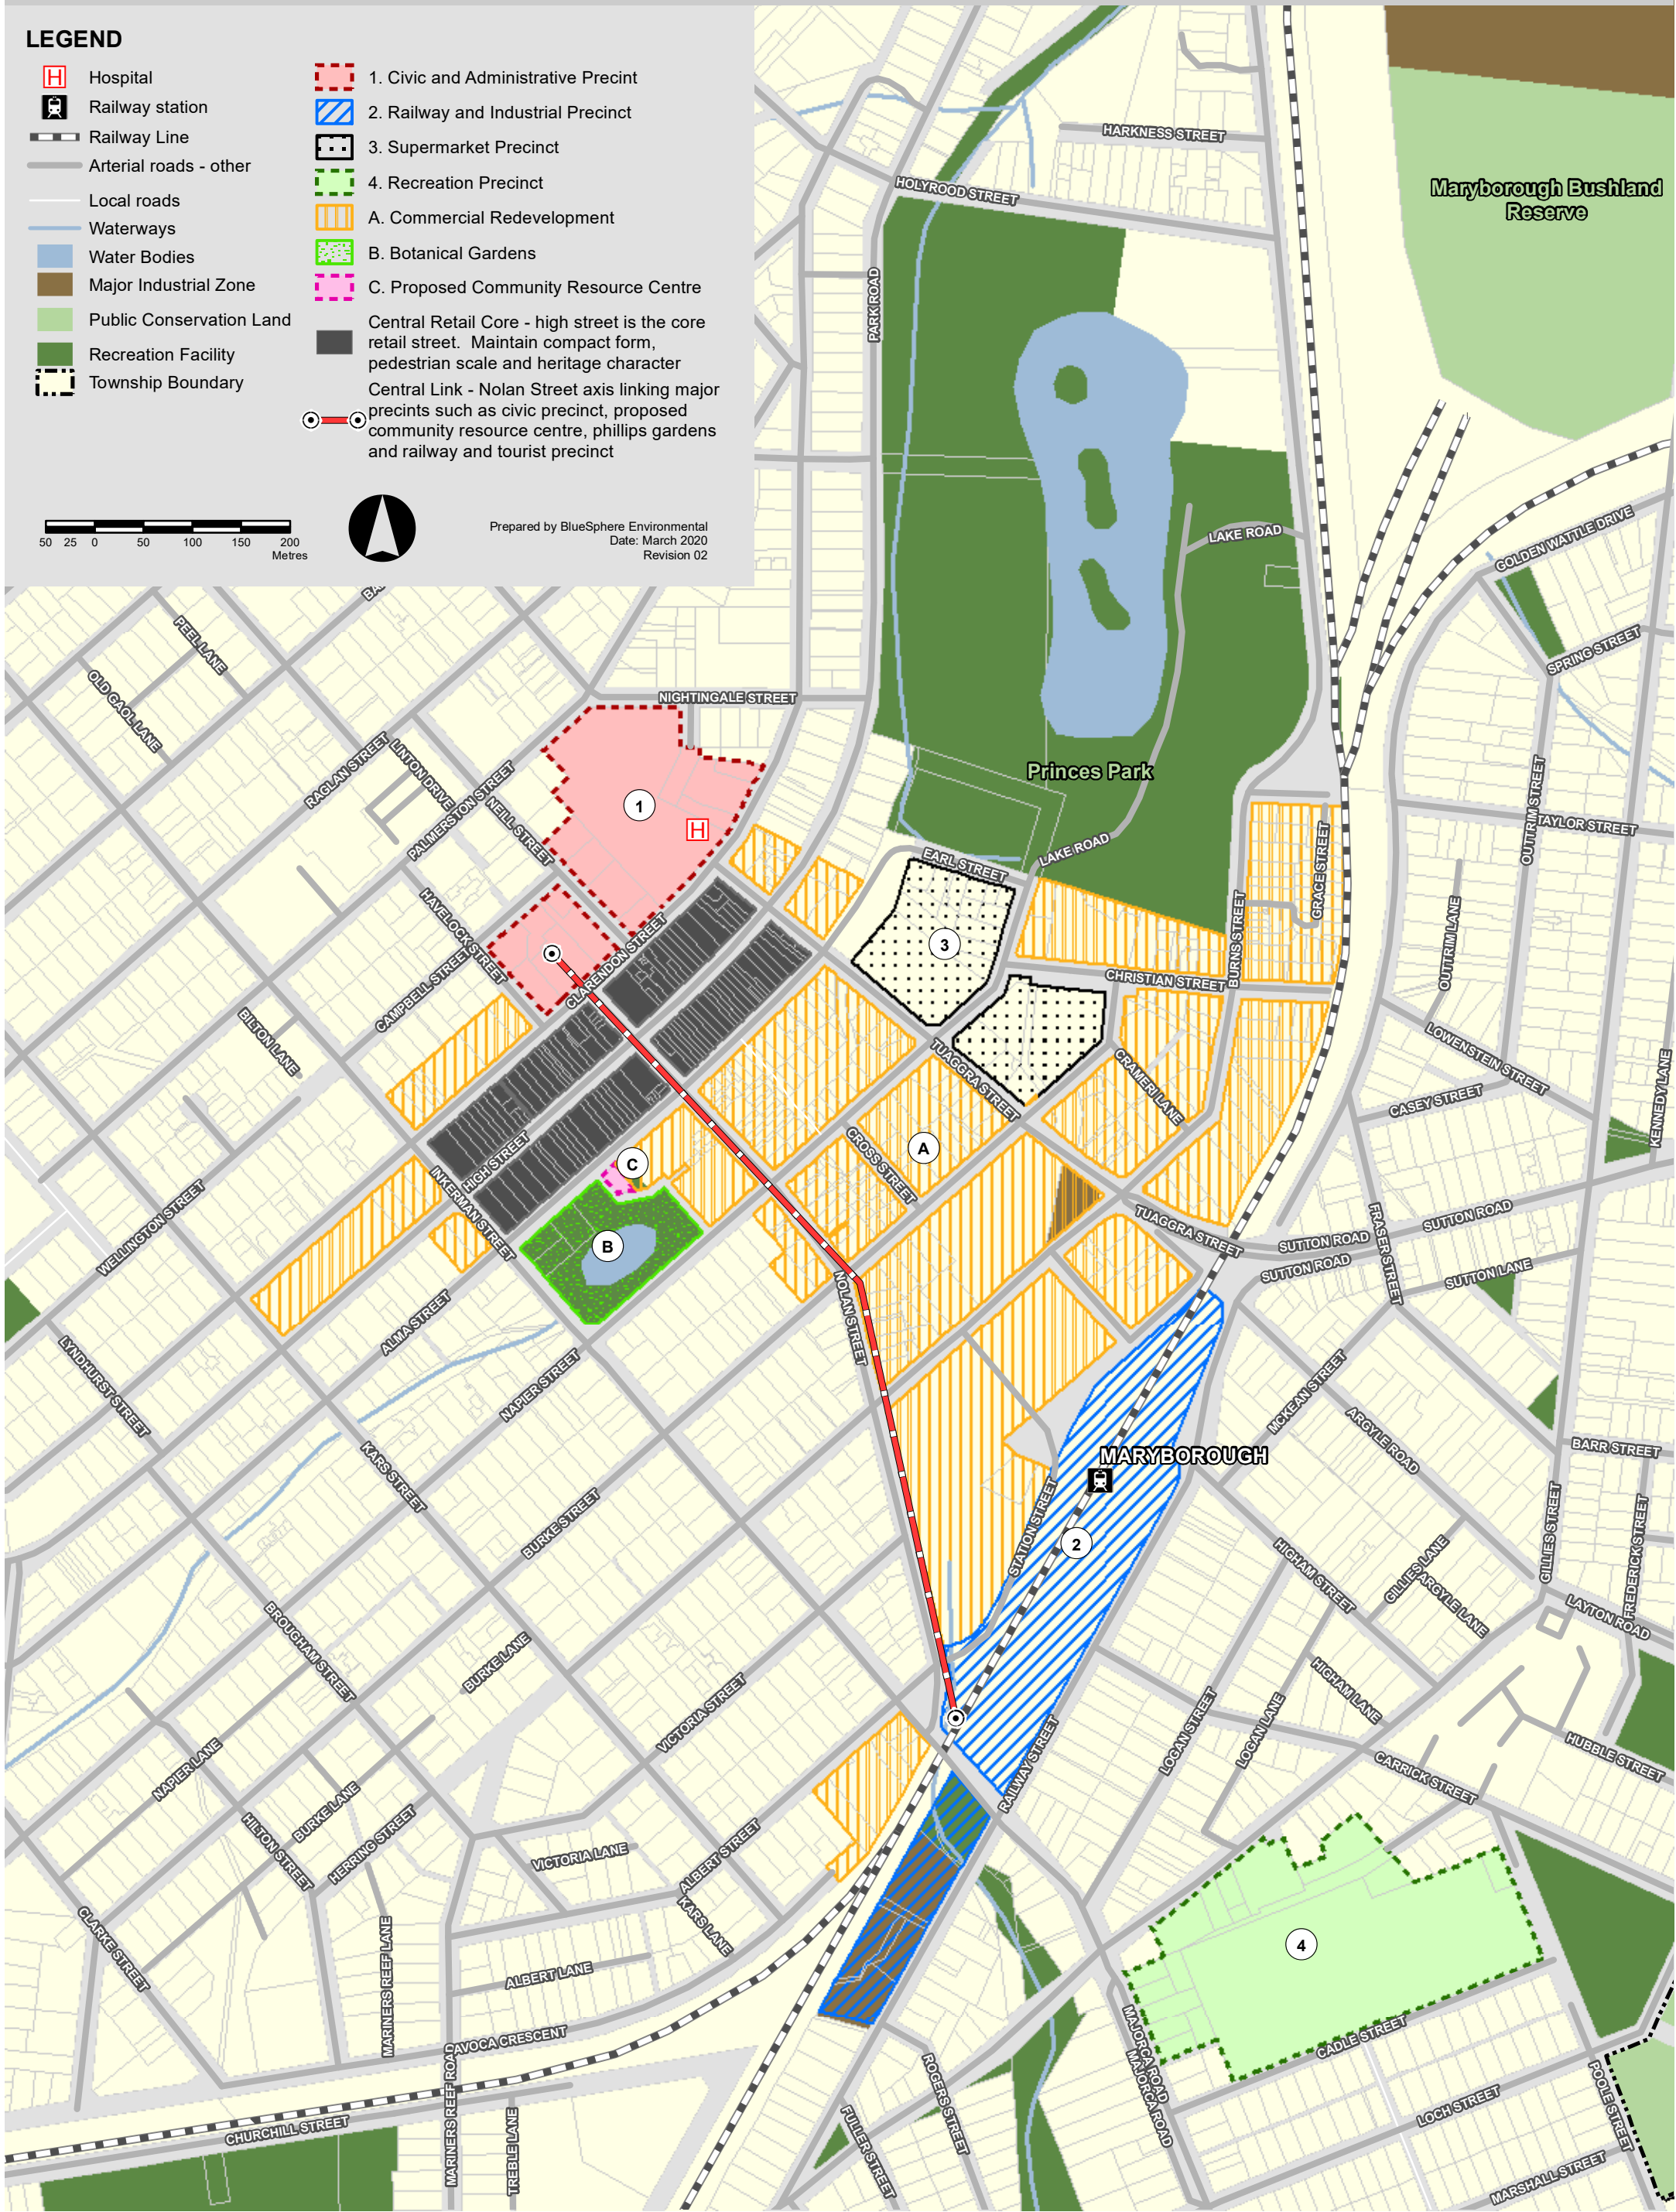 LEGEND
Hospital
Railway station
Railway Line
Arterial roads - other
Local roads
Waterways
Water Bodies
Major Industrial Zone
Public Conservation Land
Recreation Facility
Township Boundary
1. Civic and Administrative Precint
2. Railway and Industrial Precinct
3. Supermarket Precinct
4. Recreation Precinct
A. Commercial Redevelopment
B. Botanical Gardens
C. Proposed Community Resource Centre
Central Retail Core - high street is the core
retail street. Maintain compact form,
pedestrian scale and heritage character
Central Link - Nolan Street axis linking major
precints such as civic precinct, proposed
community resource centre, phillips gardens
and railway and tourist precinct
50 25 0 50 100 150 200
Metres
Prepared by BlueSphere Environmental
Date: March 2020
Revision 02
HARKNESS STREET
HOLYROOD STREET
Maryborough Bushland
Reserve
PARK ROAD
LAKE ROAD
GOLDEN WATTLE DRIVE
SPRING STREET
PEEL LANE
OLD GAOL LANE
NIGHTINGALE STREET
RAGLAN STREET
LINTON DRIVE
PALMERSTON STREET
NEILL STREET
Princes Park
OUTTRIM STREET
TAYLOR STREET
1
H
EARL STREET
LAKE ROAD
GRACE STREET
HAVELOCK STREET
CAMPBELL STREET
CLARENDON STREET
3
BURNS STREET
CHRISTIAN STREET
OUTTRIM LANE
BILTON LANE
TUAGGRA STREET
CRAMERI LANE
LOWENSTEIN STREET
CASEY STREET
KENNEDY LANE
HIGH STREET
INKERMAN STREET
C
CROSS STREET
A
WELLINGTON STREET
B
TUAGGRA STREET
SUTTON ROAD
SUTTON ROAD
SUTTON ROAD
FRASER STREET
SUTTON LANE
NOLAN STREET
ALMA STREET
LYNDHURST STREET
NAPIER STREET
KARS STREET
MCKEAN STREET
ARGYLE ROAD
BARR STREET
MARYBOROUGH
STATION STREET
2
BURKE STREET
HIGHAM STREET
GILLIES LANE
ARGYLE LANE
GILLIES STREET
FREDERICK STREET
LAYTON ROAD
BROUGHAM STREET
BURKE LANE
VICTORIA STREET
HIGHAM LANE
LOGAN STREET
LOGAN LANE
RAILWAY STREET
CARRICK STREET
HUBBLE STREET
NAPIER LANE
BURKE LANE
HILTON STREET
HERRING STREET
VICTORIA LANE
ALBERT STREET
KARS LANE
CLARKE STREET
MARINERS REEF LANE
ALBERT LANE
4
AVOCA CRESCENT
MARINERS REEF ROAD
CHURCHILL STREET
TREBLE LANE
FULLER STREET
ROGERS STREET
MAJORCA ROAD
MAJORCA ROAD
CADLE STREET
LOCH STREET
POOLE STREET
MARSHALL STREET